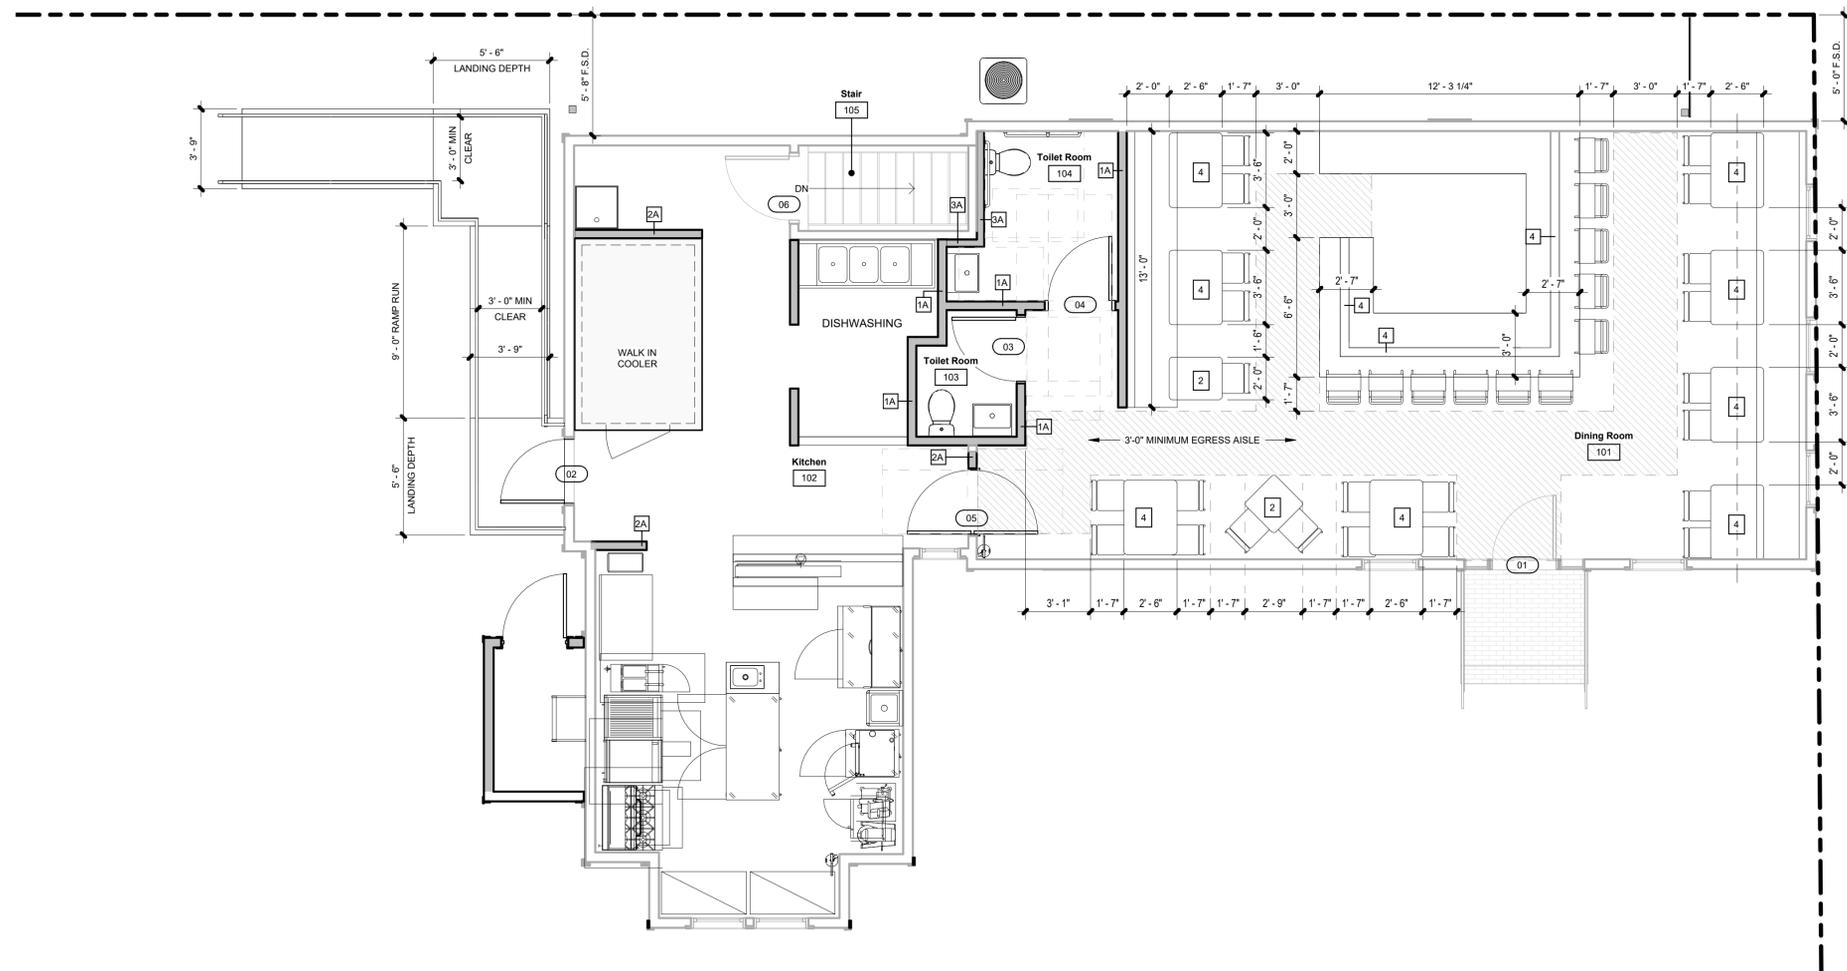 5' - 6"
LANDING DEPTH
5' - 8" F.S.D.
5' - 0" F.S.D.
3' - 9"
3' - 0" MIN
CLEAR
Stair
105
DN
06
2A
WALK IN
COOLER
9' - 0" RAMP RUN
3' - 0" MIN
CLEAR
3' - 9"
5' - 6"
LANDING DEPTH
02
2A
DISHWASHING
Kitchen
102
Toilet Room
104
1A
3A
3A
1A
1A
04
03
Toilet Room
103
1A
1A
2A
05
2' - 0"
2' - 6"
1' - 7"
3' - 0"
12' - 3 1/4"
1' - 7"
3' - 0"
1' - 7"
2' - 6"
13' - 0"
4
4
2
3' - 6"
2' - 0"
3' - 6"
1' - 6"
2' - 0"
2' - 0"
3' - 0"
6' - 6"
1' - 7"
2' - 7"
2' - 7"
3' - 0"
4
4
4
4
4
4
4
2' - 0"
3' - 6"
2' - 0"
3' - 6"
2' - 0"
3'-0" MINIMUM EGRESS AISLE
Dining Room
101
4
2
4
01
3' - 1"
1' - 7"
2' - 6"
1' - 7"
1' - 7"
2' - 9"
1' - 7"
1' - 7"
2' - 6"
1' - 7"